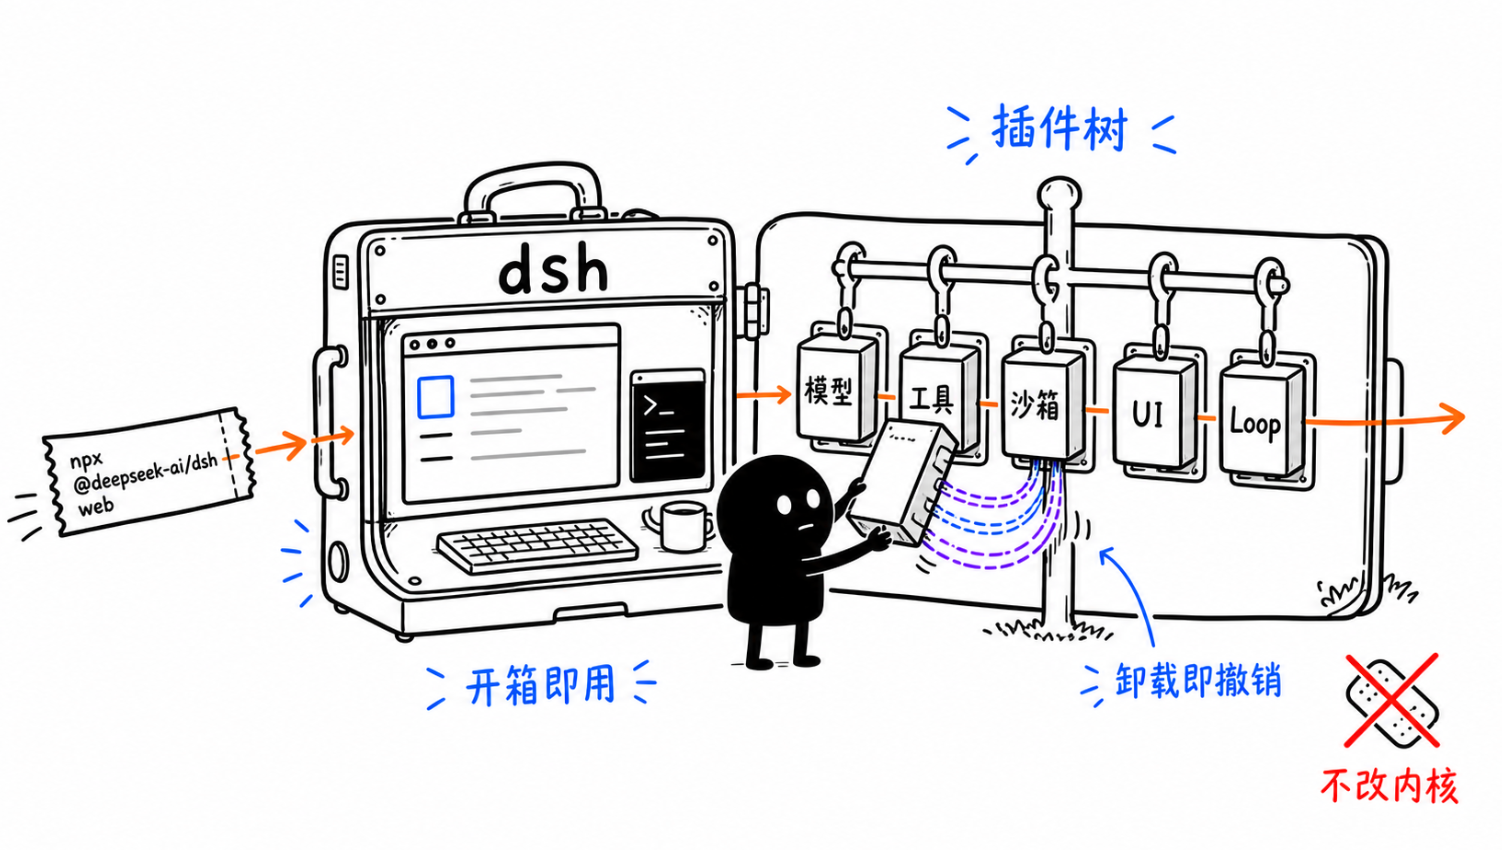 插件树
dsh
npx
@deepseek-ai/dsh
web
>_
模型
工具
沙箱
UI
Loop
开箱即用
卸载即撤销
不改内核